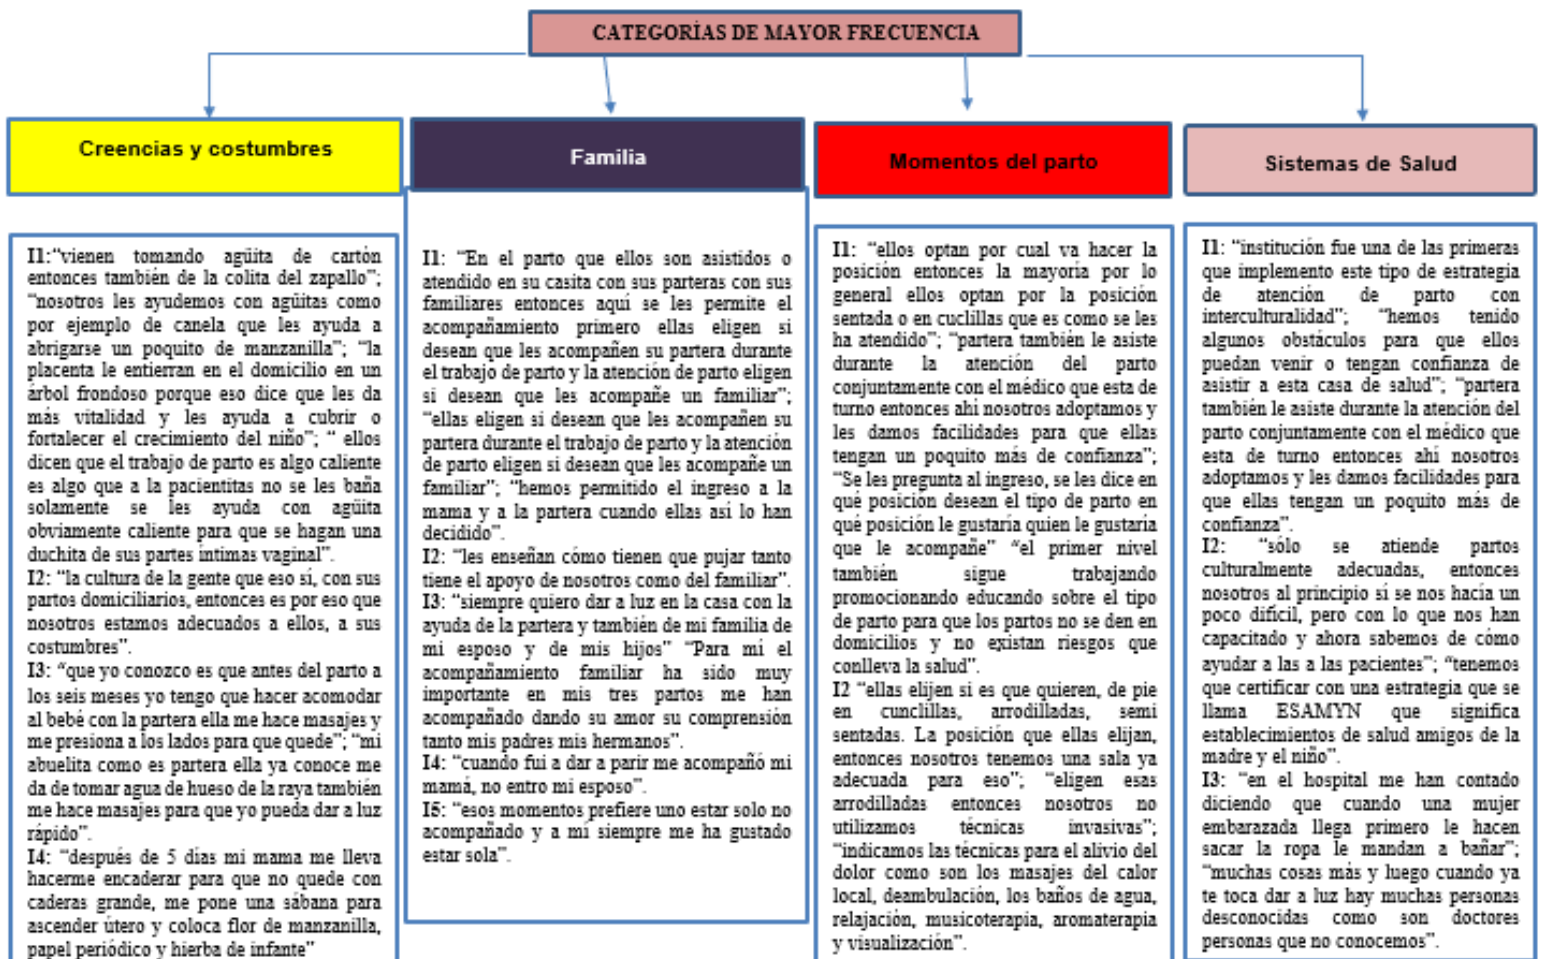 CATEGORÍAS DE MAYOR FRECUENCIA
Creencias y costumbres
I1:“vienen tomando agüita de cartón
entonces también de la colita del zapallo”;
“nosotros les ayudemos con agüitas como
por ejemplo de canela que les ayuda a
abrigarse un poquito de manzanilla”; “la
placenta le entierran en el domicilio en un
árbol frondoso porque eso dice que les da
más vitalidad y les ayuda a cubrir o
fortalecer el crecimiento del niño”; “ ellos
dicen que el trabajo de parto es algo caliente
es algo que a la pacientitas no se les baña
solamente se les ayuda con agüita
obviamente caliente para que se hagan una
duchita de sus partes íntimas vaginal”.
I2: “la cultura de la gente que eso sí, con sus
partos domiciliarios, entonces es por eso que
nosotros estamos adecuados a ellos, a sus
costumbres”.
I3: “que yo conozco es que antes del parto a
los seis meses yo tengo que hacer acomodar
al bebé con la partera ella me hace masajes y
me presiona a los lados para que quede”; “mi
abuelita como es partera ella ya conoce me
da de tomar agua de hueso de la raya también
me hace masajes para que yo pueda dar a luz
rápido”.
I4: “después de 5 días mi mama me lleva
hacerme encaderar para que no quede con
caderas grande, me pone una sábana para
ascender útero y coloca flor de manzanilla,
papel periódico y hierba de infante”
Familia
I1: “En el parto que ellos son asistidos o
atendido en su casita con sus parteras con sus
familiares entonces aquí se les permite el
acompañamiento primero ellas eligen si
desean que les acompañen su partera durante
el trabajo de parto y la atención de parto eligen
si desean que les acompañe un familiar”;
“ellas eligen si desean que les acompañen su
partera durante el trabajo de parto y la atención
de parto eligen si desean que les acompañe un
familiar”; “hemos permitido el ingreso a la
mama y a la partera cuando ellas así lo han
decidido”.
I2: “les enseñan cómo tienen que pujar tanto
tiene el apoyo de nosotros como del familiar”.
I3: “siempre quiero dar a luz en la casa con la
ayuda de la partera y también de mi familia de
mi esposo y de mis hijos” “Para mí el
acompañamiento familiar ha sido muy
importante en mis tres partos me han
acompañado dando su amor su comprensión
tanto mis padres mis hermanos”.
I4: “cuando fui a dar a parir me acompañó mi
mamá, no entro mi esposo”.
I5: “esos momentos prefiere uno estar solo no
acompañado y a mí siempre me ha gustado
estar sola”.
Momentos del parto
I1: “ellos optan por cual va hacer la
posición entonces la mayoría por lo
general ellos optan por la posición
sentada o en cuclillas que es como se les
ha atendido”; “partera también le asiste
durante la atención del parto
conjuntamente con el médico que esta de
turno entonces ahí nosotros adoptamos y
les damos facilidades para que ellas
tengan un poquito más de confianza”;
“Se les pregunta al ingreso, se les dice en
qué posición desean el tipo de parto en
qué posición le gustaría quien le gustaría
que le acompañe” “el primer nivel
también sigue trabajando
promocionando educando sobre el tipo
de parto para que los partos no se den en
domicilios y no existan riesgos que
conlleva la salud”.
I2 “ellas elijen si es que quieren, de pie
en cunclillas, arrodilladas, semi
sentadas. La posición que ellas elijan,
entonces nosotros tenemos una sala ya
adecuada para eso”; “eligen esas
arrodilladas entonces nosotros no
utilizamos técnicas invasivas”;
“indicamos las técnicas para el alivio del
dolor como son los masajes del calor
local, deambulación, los baños de agua,
relajación, musicoterapia, aromaterapia
y visualización”.
Sistemas de Salud
I1: “institución fue una de las primeras
que implemento este tipo de estrategia
de atención de parto con
interculturalidad”; “hemos tenido
algunos obstáculos para que ellos
puedan venir o tengan confianza de
asistir a esta casa de salud”; “partera
también le asiste durante la atención del
parto conjuntamente con el médico que
esta de turno entonces ahí nosotros
adoptamos y les damos facilidades para
que ellas tengan un poquito más de
confianza”.
I2: “sólo se atiende partos
culturalmente adecuadas, entonces
nosotros al principio sí se nos hacía un
poco difícil, pero con lo que nos han
capacitado y ahora sabemos de cómo
ayudar a las a las pacientes”; “tenemos
que certificar con una estrategia que se
llama ESAMYN que significa
establecimientos de salud amigos de la
madre y el niño”.
I3: “en el hospital me han contado
diciendo que cuando una mujer
embarazada llega primero le hacen
sacar la ropa le mandan a bañar”;
“muchas cosas más y luego cuando ya
te toca dar a luz hay muchas personas
desconocidas como son doctores
personas que no conocemos”.